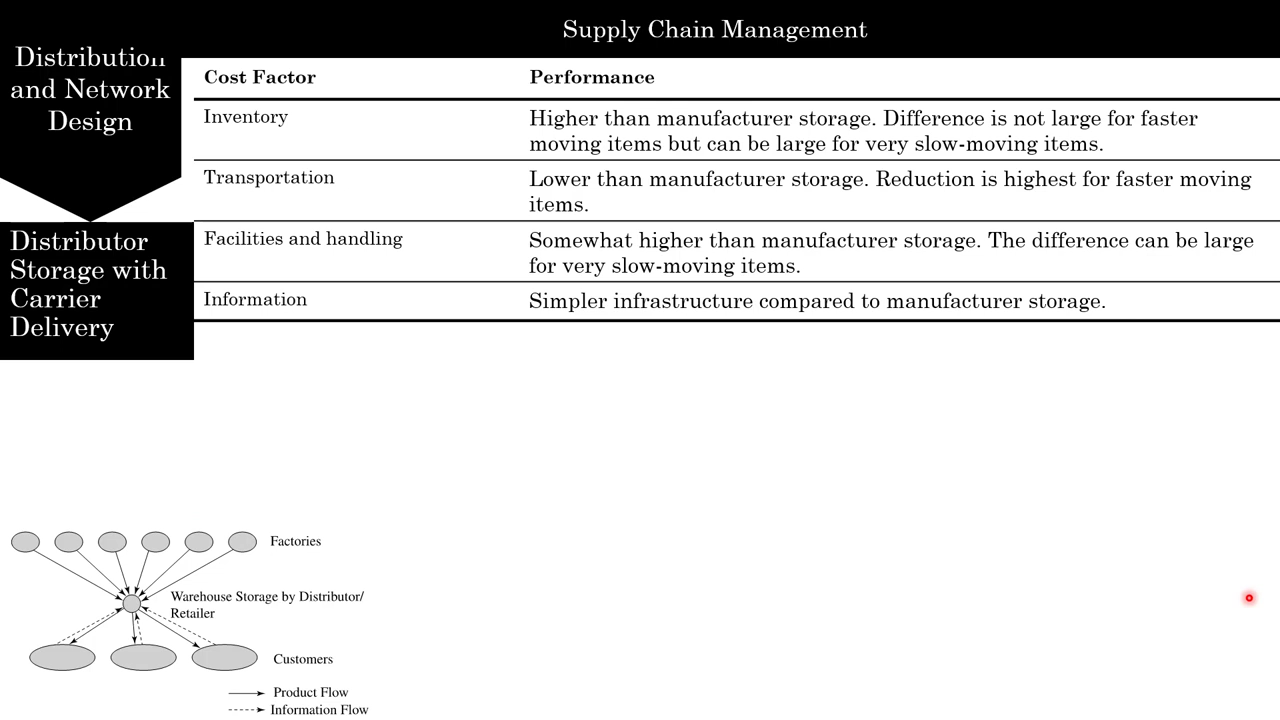 Supply Chain Management
Distribution
and Network
Design
Distributor
Storage with
Carrier
Delivery
Cost Factor
Performance
Inventory
Higher than manufacturer storage. Difference is not large for faster
moving items but can be large for very slow-moving items.
Transportation
Lower than manufacturer storage. Reduction is highest for faster moving
items.
Facilities and handling
Somewhat higher than manufacturer storage. The difference can be large
for very slow-moving items.
Information
Simpler infrastructure compared to manufacturer storage.
Factories
Warehouse Storage by Distributor/
Retailer
Customers
Product Flow
Information Flow